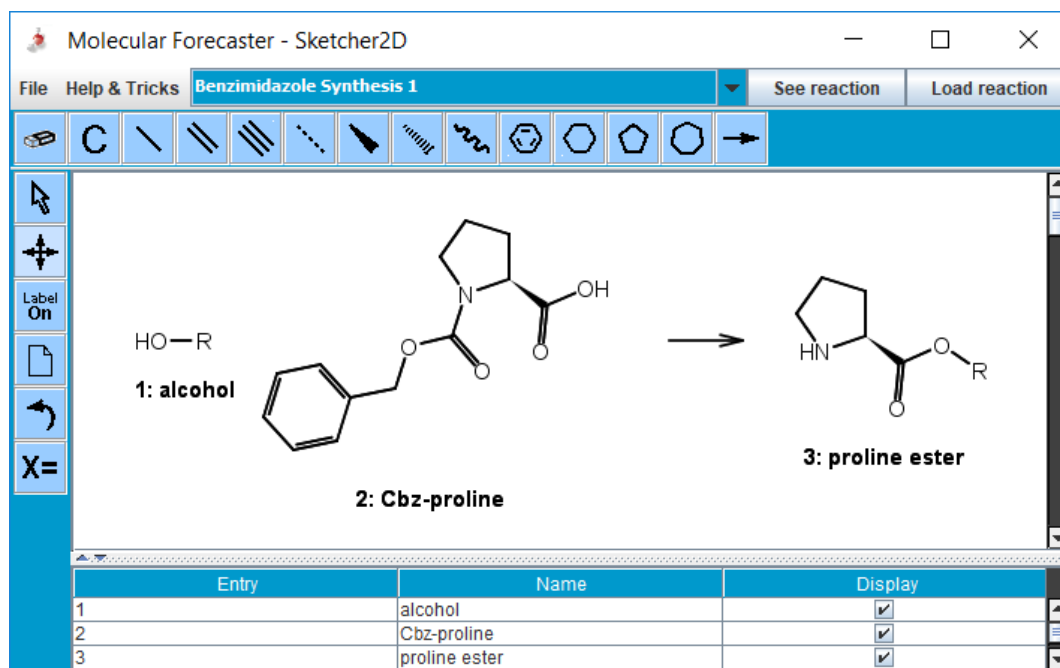 Molecular Forecaster - Sketcher2D
File Help & Tricks Benzimidazole Synthesis 1 See reaction Load reaction
C
Label
On
X=
N
OH
O
O
O
HO—R
1: alcohol
2: Cbz-proline
HN
O
R
O
3: proline ester
Entry Name Display
1 alcohol
2 Cbz-proline
3 proline ester